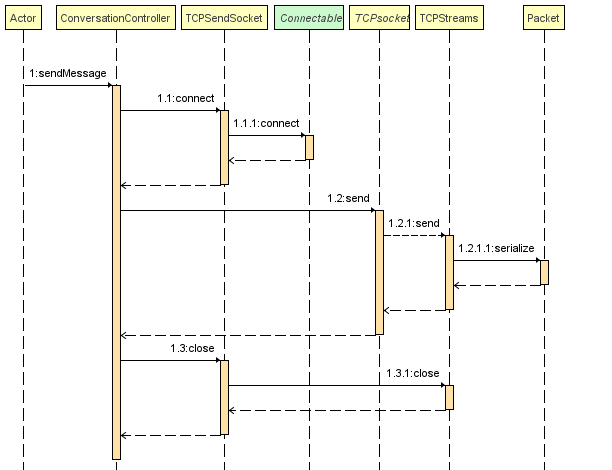 Actor
ConversationController
TCPSendSocket
Connectable
TCPsocket
TCPStreams
Packet
1:sendMessage
1.1:connect
1.1.1:connect
1.2:send
1.2.1:send
1.2.1.1:serialize
1.3:close
1.3.1:close